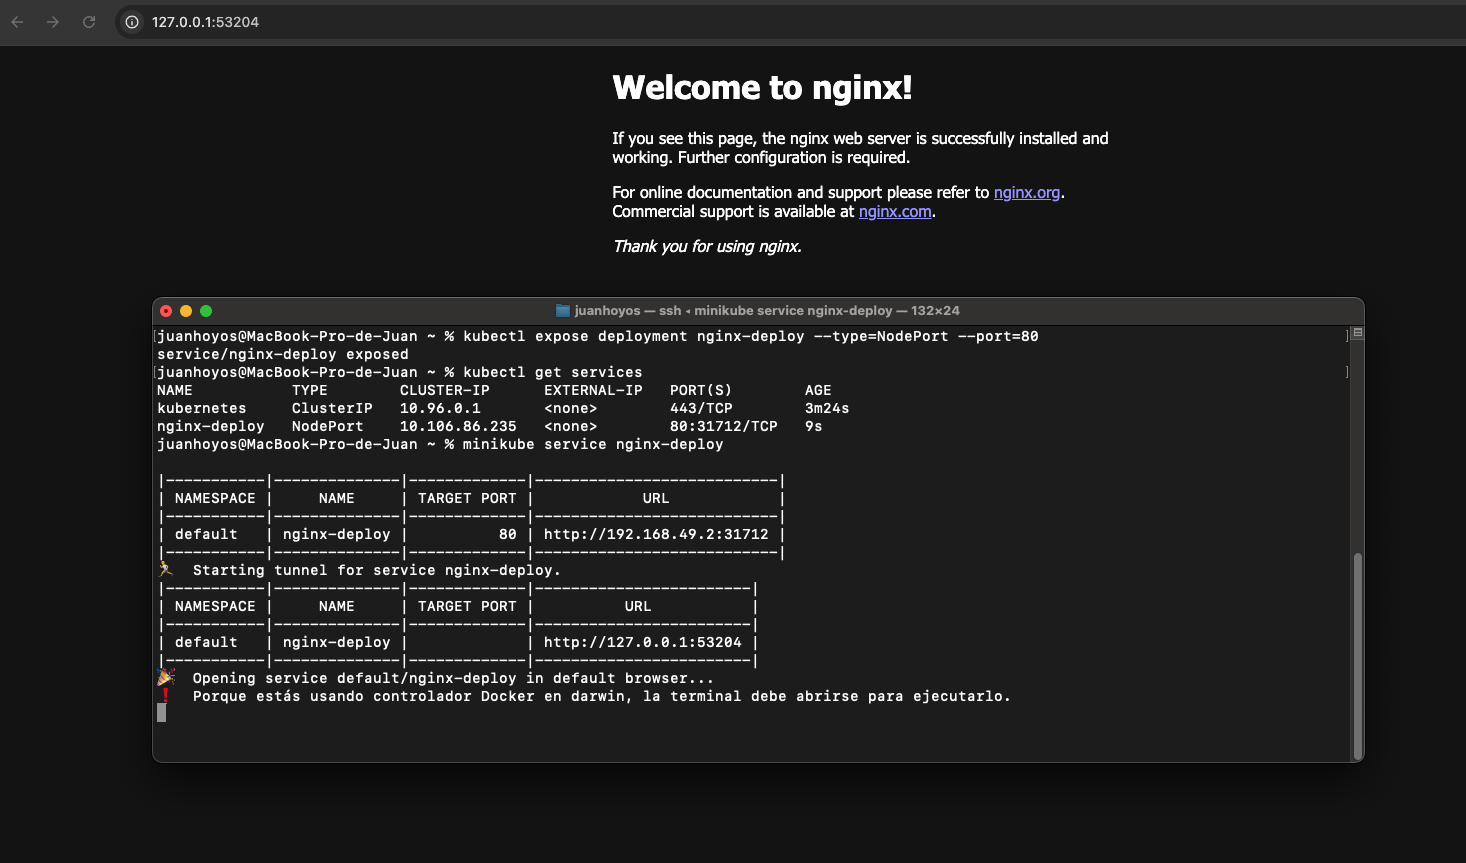 127.0.0.1:53204
Welcome to nginx!
If you see this page, the nginx web server is successfully installed and
working. Further configuration is required.
For online documentation and support please refer to nginx.org.
Commercial support is available at nginx.com.
Thank you for using nginx.
juanhoyos — ssh ◂ minikube service nginx-deploy — 132×24
[juanhoyos@MacBook-Pro-de-Juan ~ % kubectl expose deployment nginx-deploy --type=NodePort --port=80 ]
service/nginx-deploy exposed
[juanhoyos@MacBook-Pro-de-Juan ~ % kubectl get services ]
NAME           TYPE        CLUSTER-IP      EXTERNAL-IP   PORT(S)        AGE
kubernetes     ClusterIP   10.96.0.1       <none>        443/TCP        3m24s
nginx-deploy   NodePort    10.106.86.235   <none>        80:31712/TCP   9s
juanhoyos@MacBook-Pro-de-Juan ~ % minikube service nginx-deploy
|-----------|--------------|-------------|---------------------------|
| NAMESPACE |     NAME     | TARGET PORT |            URL            |
|-----------|--------------|-------------|---------------------------|
| default   | nginx-deploy |          80 | http://192.168.49.2:31712 |
|-----------|--------------|-------------|---------------------------|
🏃  Starting tunnel for service nginx-deploy.
|-----------|--------------|-------------|------------------------|
| NAMESPACE |     NAME     | TARGET PORT |          URL           |
|-----------|--------------|-------------|------------------------|
| default   | nginx-deploy |             | http://127.0.0.1:53204 |
|-----------|--------------|-------------|------------------------|
🎉  Opening service default/nginx-deploy in default browser...
❗  Porque estás usando controlador Docker en darwin, la terminal debe abrirse para ejecutarlo.